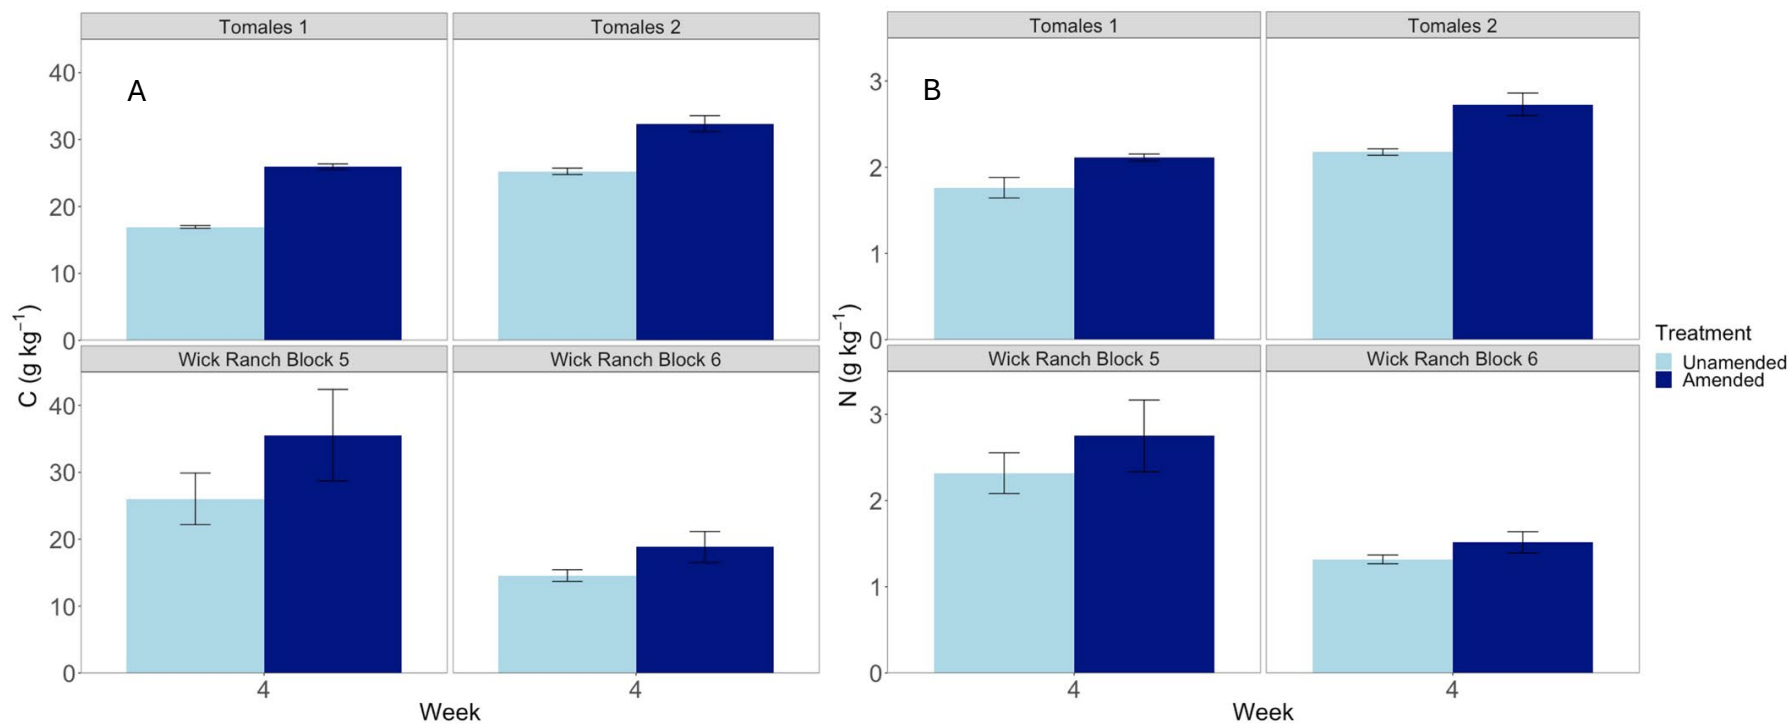 A
Tomales 1
Tomales 2
40
30
20
10
0
Wick Ranch Block 5
Wick Ranch Block 6
40
30
20
10
0
C (g kg⁻¹)
4
4
Week
B
Tomales 1
Tomales 2
3
2
1
0
Wick Ranch Block 5
Wick Ranch Block 6
3
2
1
0
N (g kg⁻¹)
4
4
Week
Treatment
Unamended
Amended